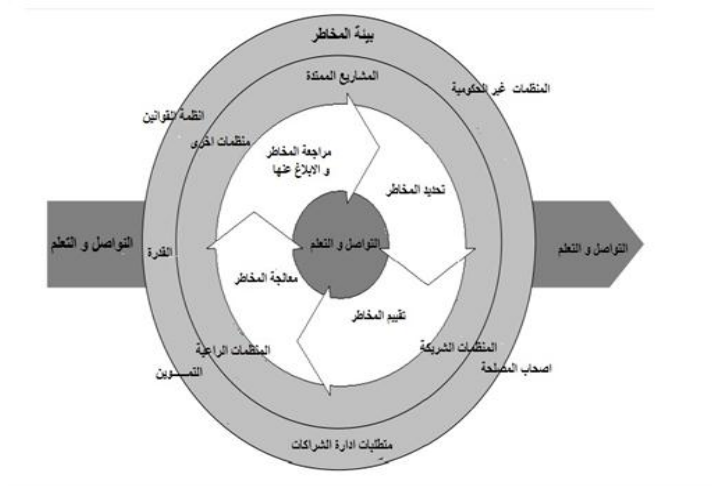 بيئة المخاطر
المشاريع الممتدة
المنظمات غير الحكومية
انظمة القوانين
منظمات اخرى
مراجعة المخاطر
و الابلاغ عنها
تحديد المخاطر
التواصل و التعلم
القدرة
التواصل و التعلم
التواصل و التعلم
معالجة المخاطر
تقييم المخاطر
المنظمات الراعية
المنظمات الشريكة
اصحاب المصلحة
التمـــوين
متطلبات ادارة الشراكات